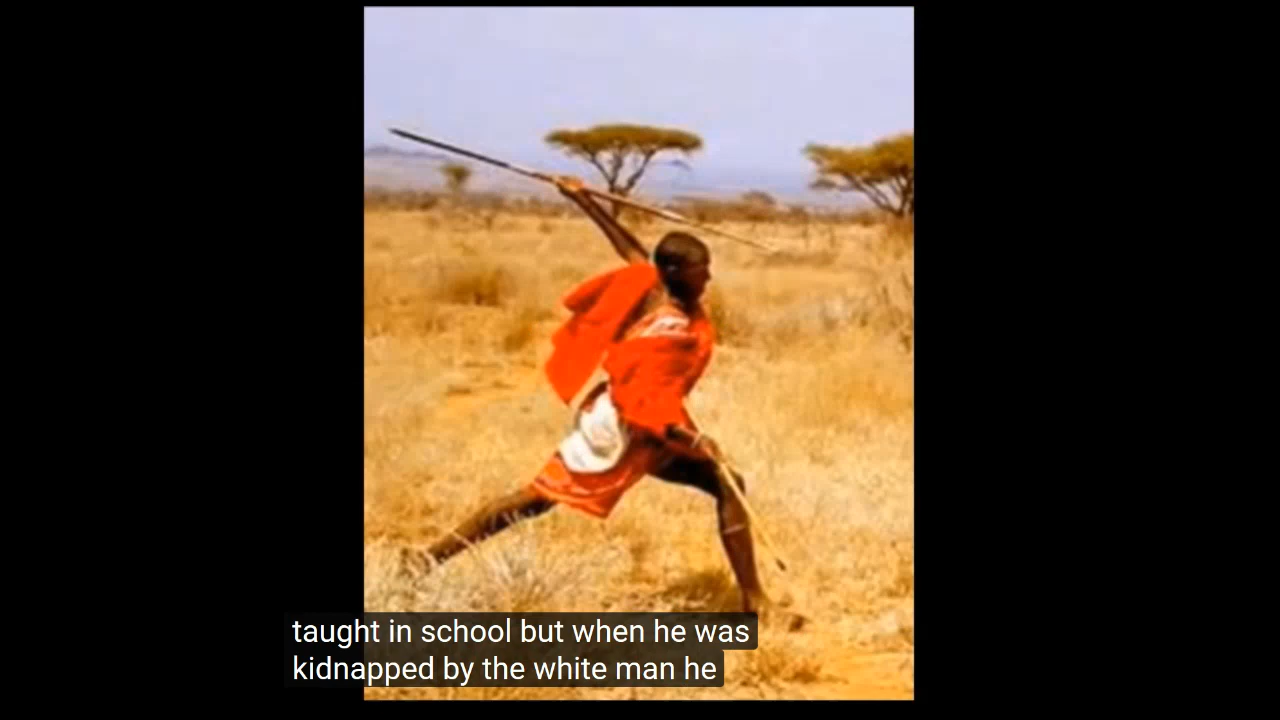 taught in school but when he was
kidnapped by the white man he